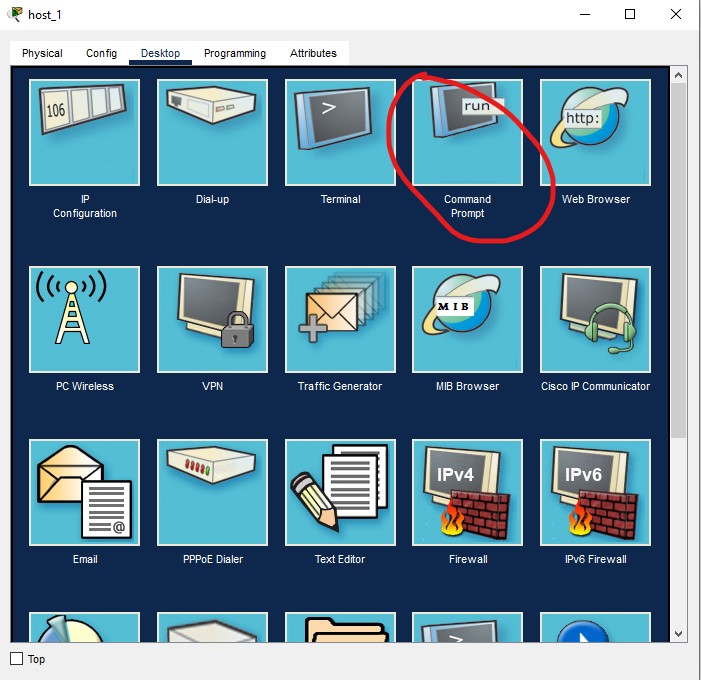 host_1
Physical Config Desktop Programming Attributes
106
>
run
http:
IP
Configuration
Dial-up
Terminal
Command
Prompt
Web Browser
MIB
PC Wireless
VPN
Traffic Generator
MIB Browser
Cisco IP Communicator
@
IPv4
IPv6
Email
PPPoE Dialer
Text Editor
Firewall
IPv6 Firewall
>
Top